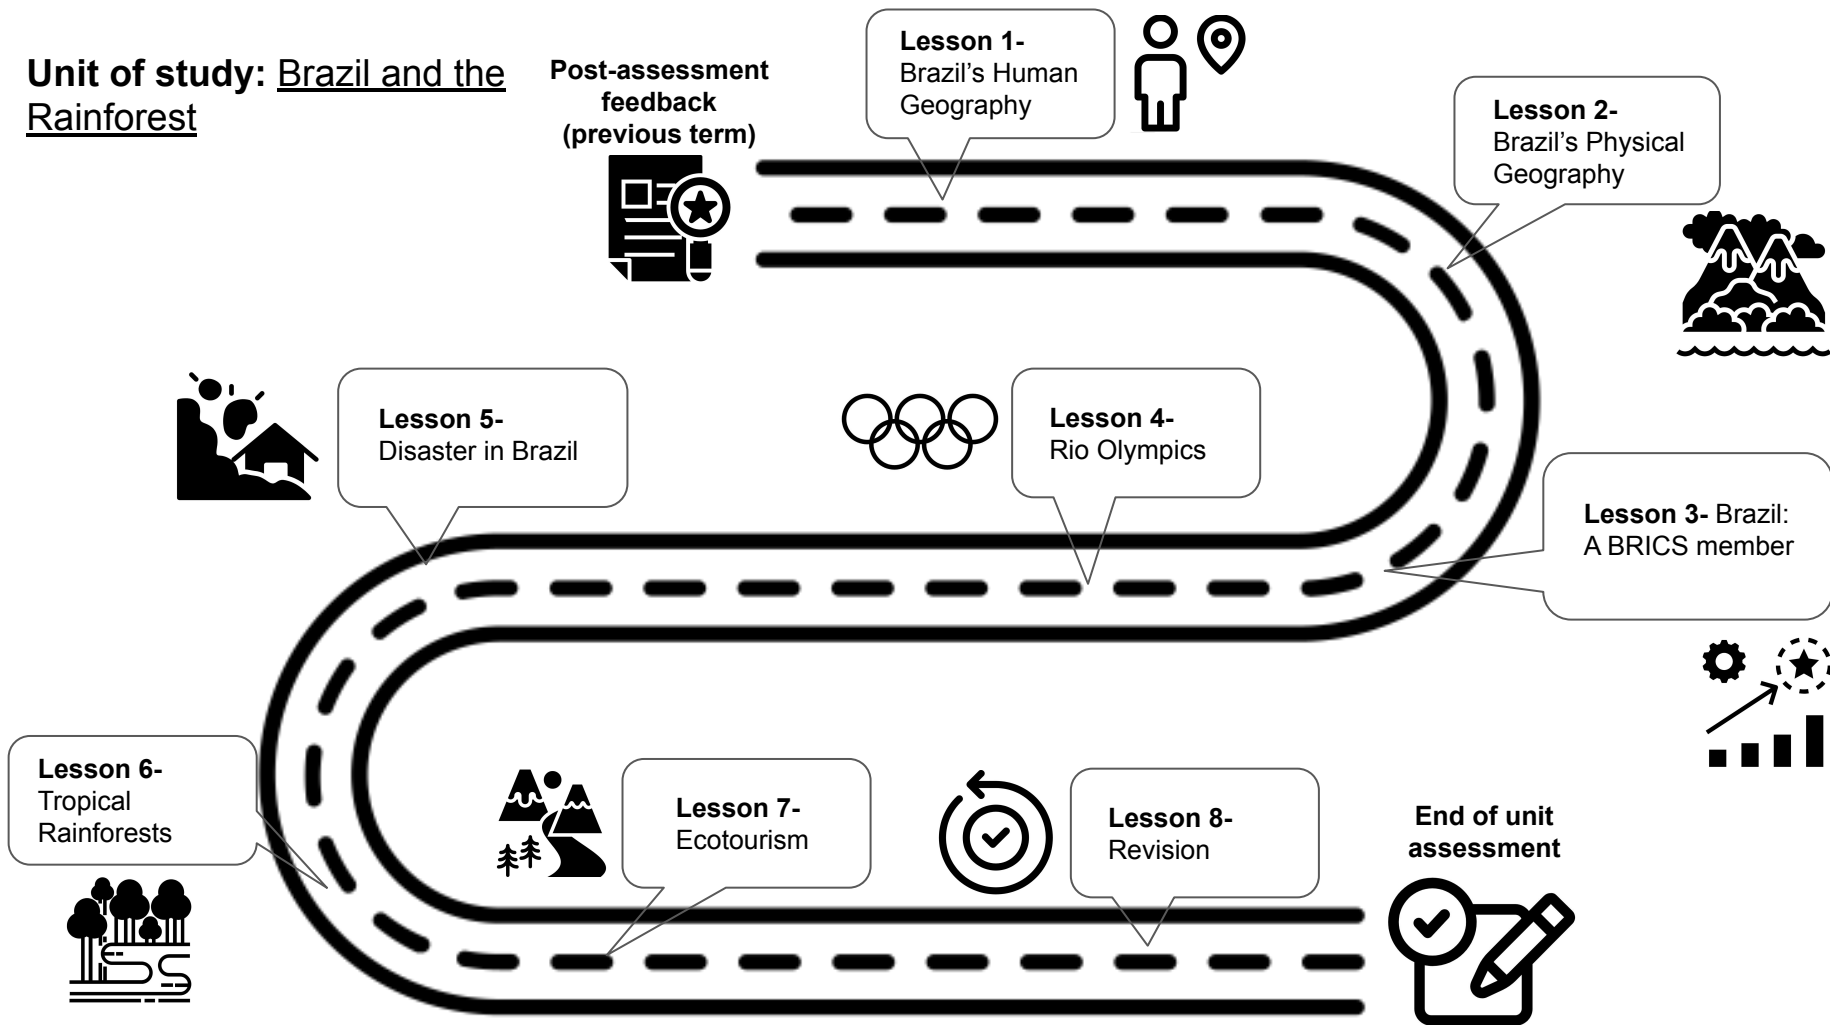 Unit of study: Brazil and the
Rainforest
Post-assessment
feedback
(previous term)
Lesson 1-
Brazil’s Human
Geography
Lesson 2-
Brazil’s Physical
Geography
Lesson 3- Brazil:
A BRICS member
Lesson 4-
Rio Olympics
Lesson 5-
Disaster in Brazil
Lesson 6-
Tropical
Rainforests
Lesson 7-
Ecotourism
Lesson 8-
Revision
End of unit
assessment